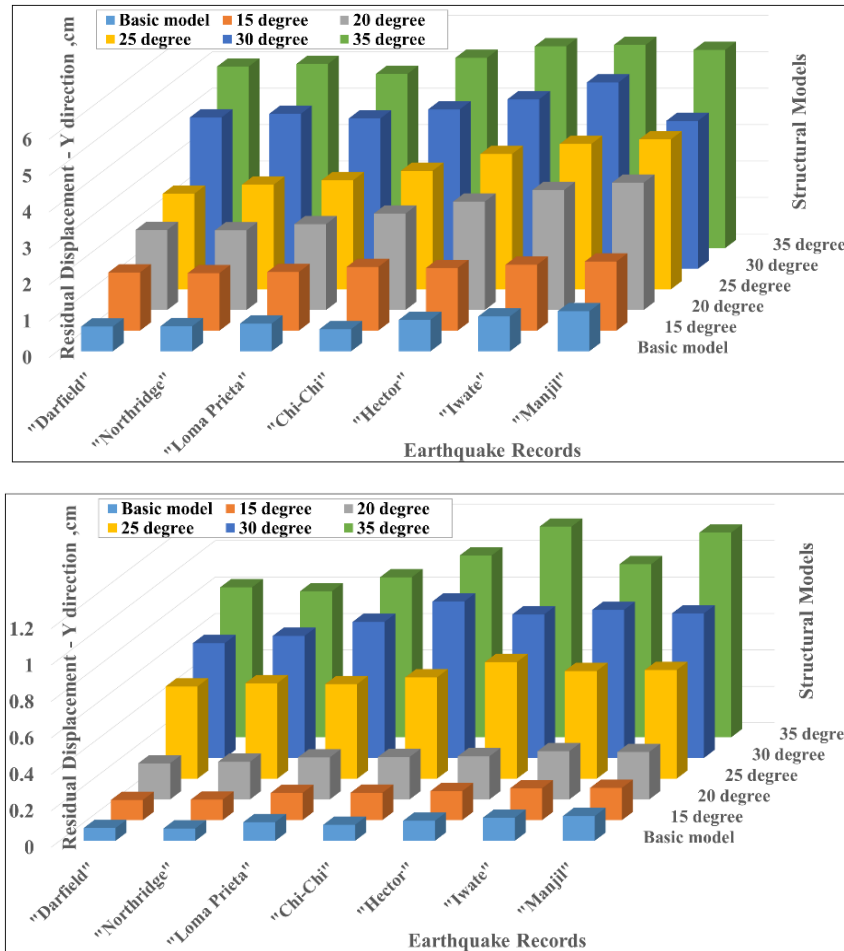 Basic model 15 degree 20 degree
25 degree 30 degree 35 degree
Residual Displacement - Y direction ,cm
6
5
4
3
2
1
0
Structural Models
35 degree
30 degree
25 degree
20 degree
15 degree
Basic model
"Darfield"
"Northridge"
"Loma Prieta"
"Chi-Chi"
"Hector"
"Iwate"
"Manjil"
Earthquake Records
Basic model 15 degree 20 degree
25 degree 30 degree 35 degree
Residual Displacement - Y direction ,cm
1.2
1
0.8
0.6
0.4
0.2
0
Structural Models
35 degree
30 degree
25 degree
20 degree
15 degree
Basic model
"Darfield"
"Northridge"
"Loma Prieta"
"Chi-Chi"
"Hector"
"Iwate"
"Manjil"
Earthquake Records